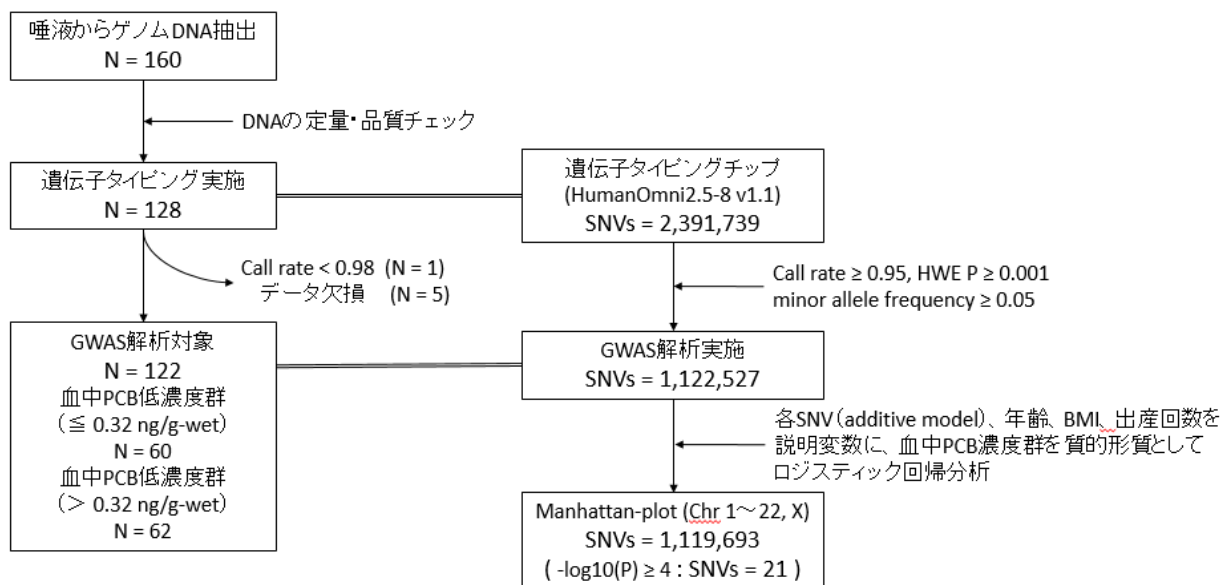 唾液からゲノムDNA抽出
N = 160
DNAの定量・品質チェック
遺伝子タイピング実施
N = 128
Call rate < 0.98 (N = 1)
データ欠損 (N = 5)
GWAS解析対象
N = 122
血中PCB低濃度群
(≦ 0.32 ng/g-wet)
N = 60
血中PCB低濃度群
(＞ 0.32 ng/g-wet)
N = 62
遺伝子タイピングチップ
(HumanOmni2.5-8 v1.1)
SNVs = 2,391,739
Call rate ≥ 0.95, HWE P ≥ 0.001
minor allele frequency ≥ 0.05
GWAS解析実施
SNVs = 1,122,527
各SNV(additive model)、年齢、BMI、出産回数を
説明変数に、血中PCB濃度群を質的形質として
ロジスティック回帰分析
Manhattan-plot (Chr 1～22, X)
SNVs = 1,119,693
( -log10(P) ≥ 4 : SNVs = 21 )